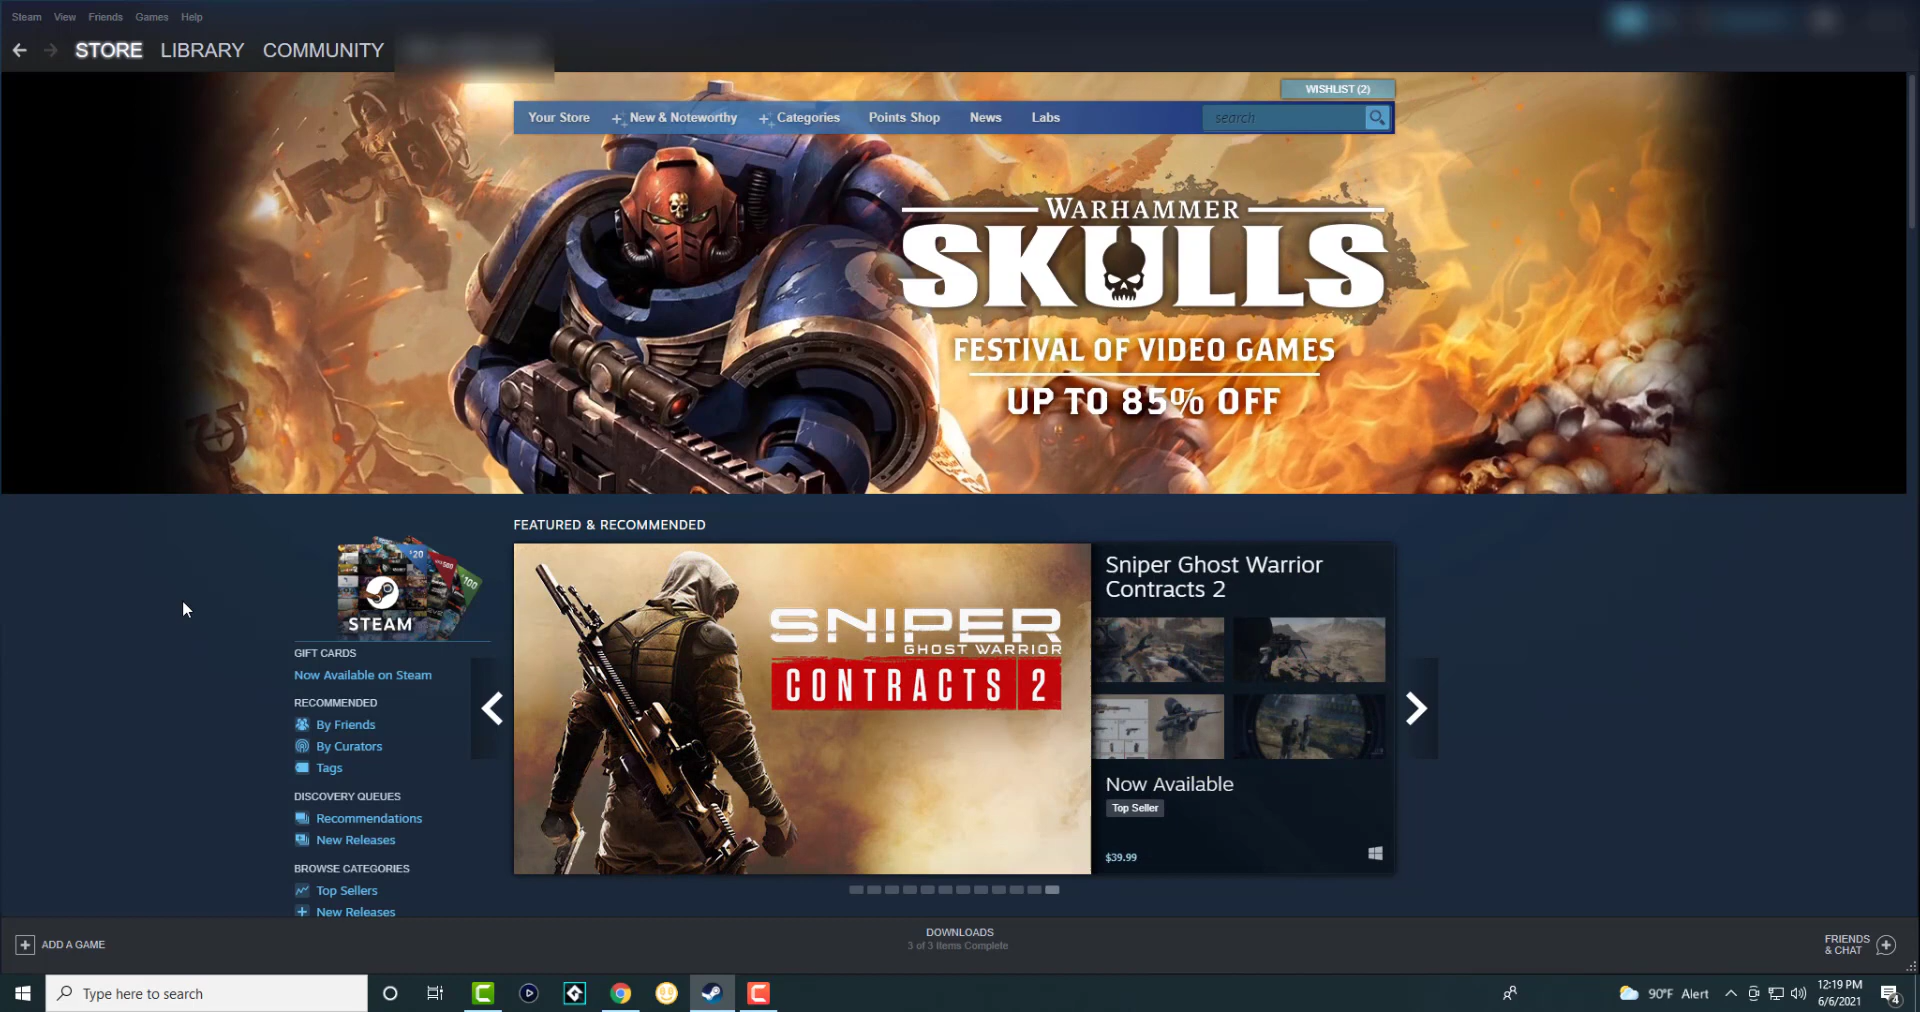 Steam View Friends Games Help
STORE LIBRARY COMMUNITY
WISHLIST (2)
Your Store New & Noteworthy Categories Points Shop News Labs search
WARHAMMER
SKULLS
FESTIVAL OF VIDEO GAMES
UP TO 85% OFF
FEATURED & RECOMMENDED
$20
100
STEAM
GIFT CARDS
Now Available on Steam
RECOMMENDED
By Friends
By Curators
Tags
DISCOVERY QUEUES
Recommendations
New Releases
BROWSE CATEGORIES
Top Sellers
New Releases
SNIPER
GHOST WARRIOR
CONTRACTS 2
Sniper Ghost Warrior
Contracts 2
Now Available
Top Seller
$39.99
ADD A GAME
DOWNLOADS
3 of 3 Items Complete
FRIENDS
& CHAT
Type here to search
90°F Alert
12:19 PM
6/6/2021
4